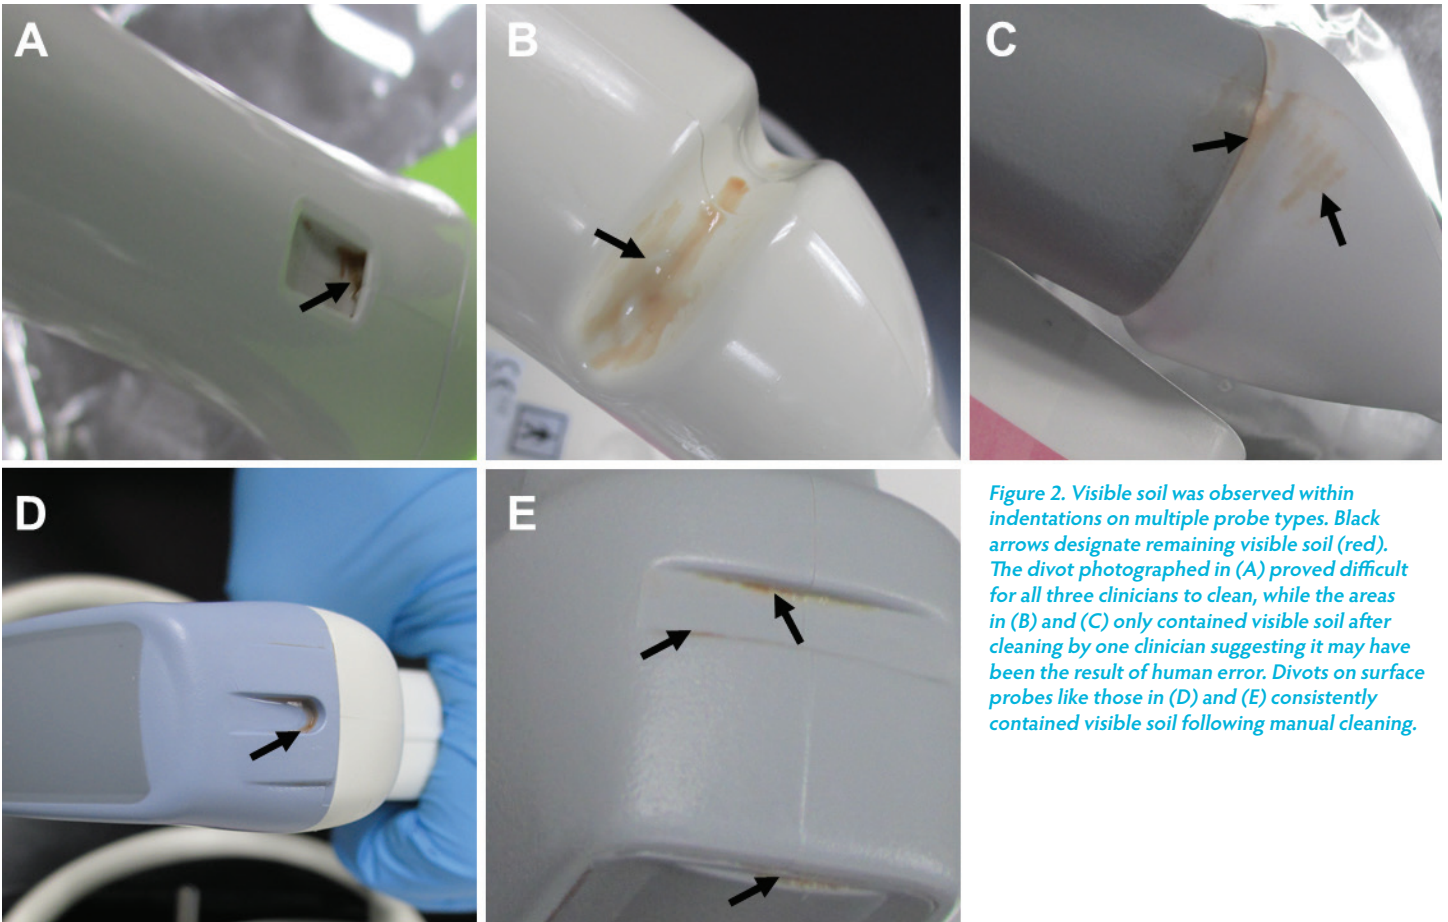 A
B
C
CE
D
E
Figure 2. Visible soil was observed within
indentations on multiple probe types. Black
arrows designate remaining visible soil (red).
The divot photographed in (A) proved difficult
for all three clinicians to clean, while the areas
in (B) and (C) only contained visible soil after
cleaning by one clinician suggesting it may have
been the result of human error. Divots on surface
probes like those in (D) and (E) consistently
contained visible soil following manual cleaning.